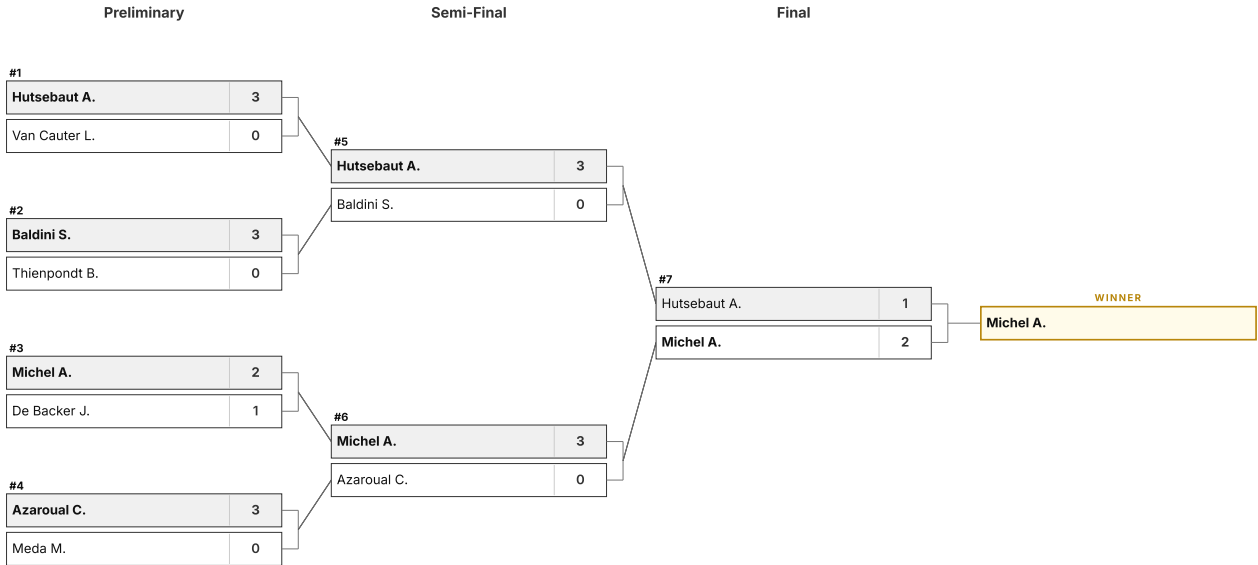 Preliminary
Semi-Final
Final
#1
Hutsebaut A. 3
Van Cauter L. 0
#2
Baldini S. 3
Thienpondt B. 0
#3
Michel A. 2
De Backer J. 1
#4
Azaroual C. 3
Meda M. 0
#5
Hutsebaut A. 3
Baldini S. 0
#6
Michel A. 3
Azaroual C. 0
#7
Hutsebaut A. 1
Michel A. 2
WINNER
Michel A.